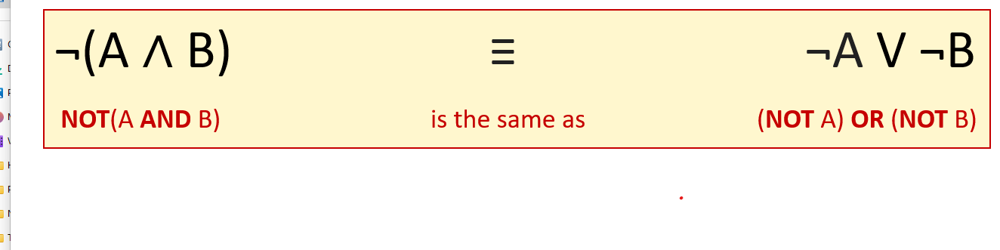 ¬(A ∧ B) ≡ ¬A ∨ ¬B
NOT(A AND B) is the same as (NOT A) OR (NOT B)